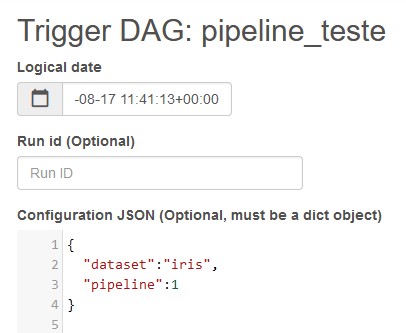 Trigger DAG: pipeline_teste
Logical date
-08-17 11:41:13+00:00
Run id (Optional)
Run ID
Configuration JSON (Optional, must be a dict object)
1 {
2 "dataset":"iris",
3 "pipeline":1
4 }
5